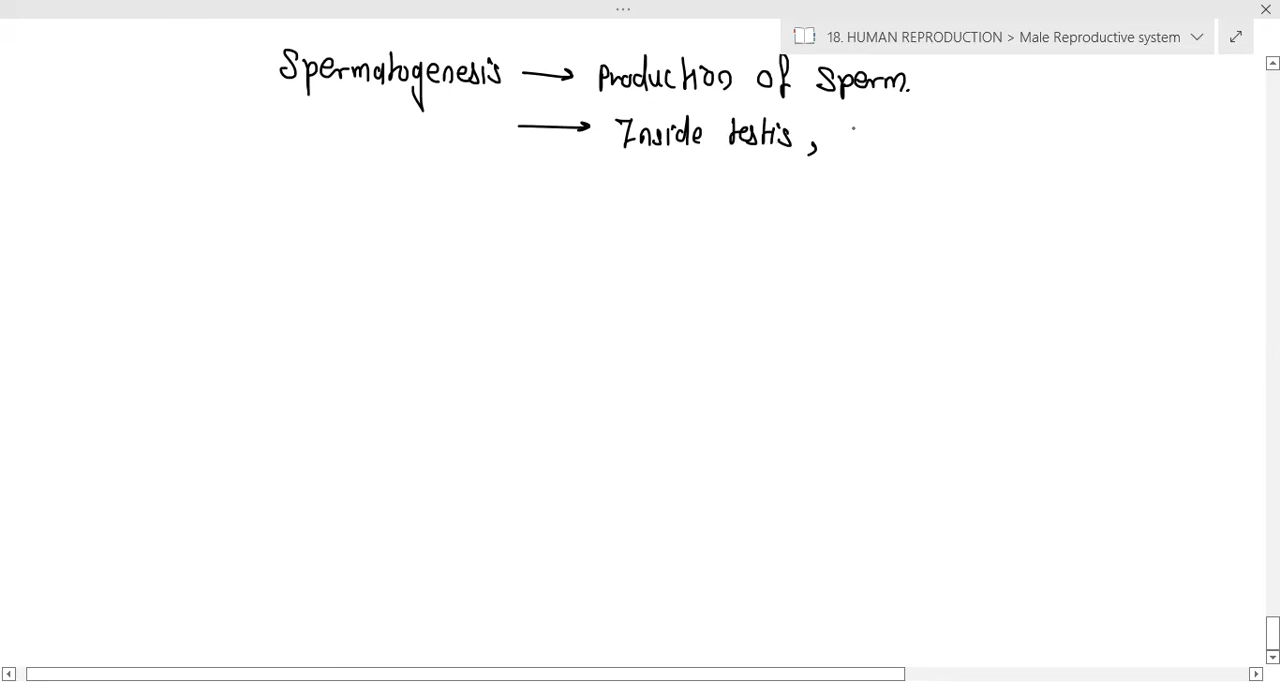 ...
18. HUMAN REPRODUCTION > Male Reproductive system
Spermatogenesis → Production of Sperm.
→ Inside testis,